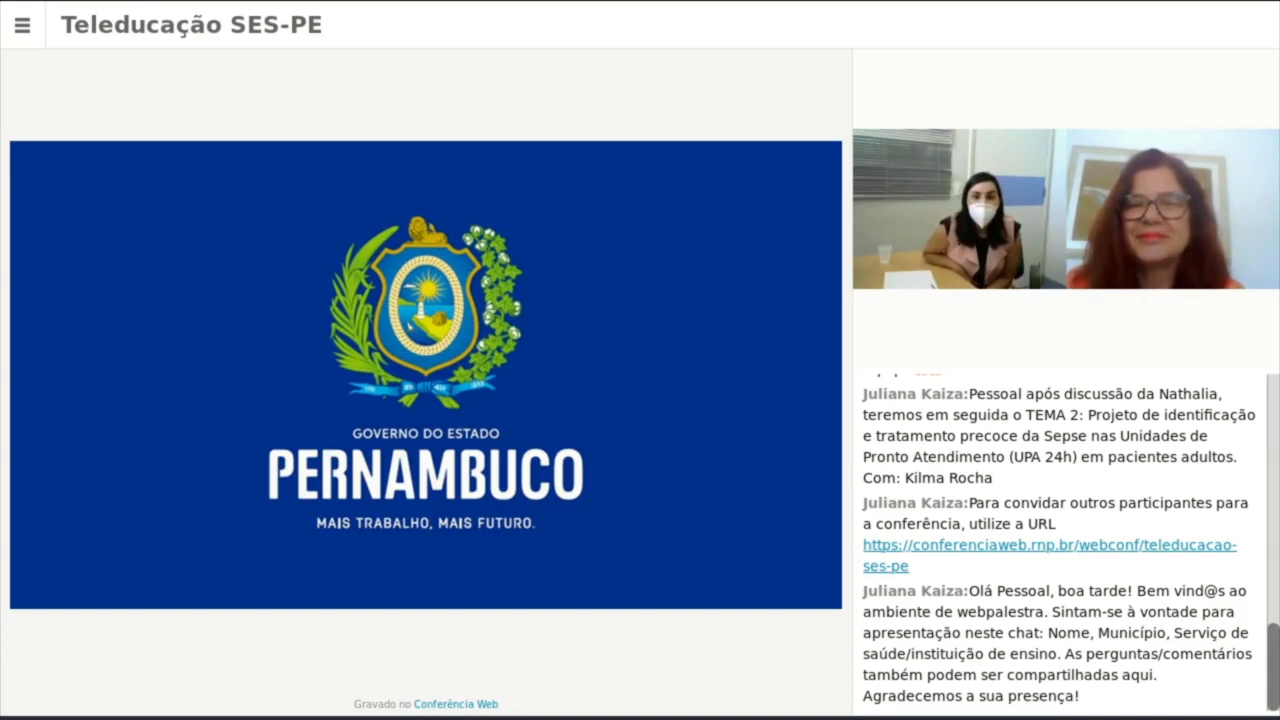 Teleducação SES-PE
GOVERNO DO ESTADO
PERNAMBUCO
MAIS TRABALHO, MAIS FUTURO.
Juliana Kaiza:Pessoal após discussão da Nathalia,
teremos em seguida o TEMA 2: Projeto de identificação
e tratamento precoce da Sepse nas Unidades de
Pronto Atendimento (UPA 24h) em pacientes adultos.
Com: Kilma Rocha
Juliana Kaiza:Para convidar outros participantes para
a conferência, utilize a URL
https://conferenciaweb.rnp.br/webconf/teleducacao-
ses-pe
Juliana Kaiza:Olá Pessoal, boa tarde! Bem vind@s ao
ambiente de webpalestra. Sintam-se à vontade para
apresentação neste chat: Nome, Município, Serviço de
saúde/instituição de ensino. As perguntas/comentários
também podem ser compartilhadas aqui.
Agradecemos a sua presença!
Gravado no Conferência Web